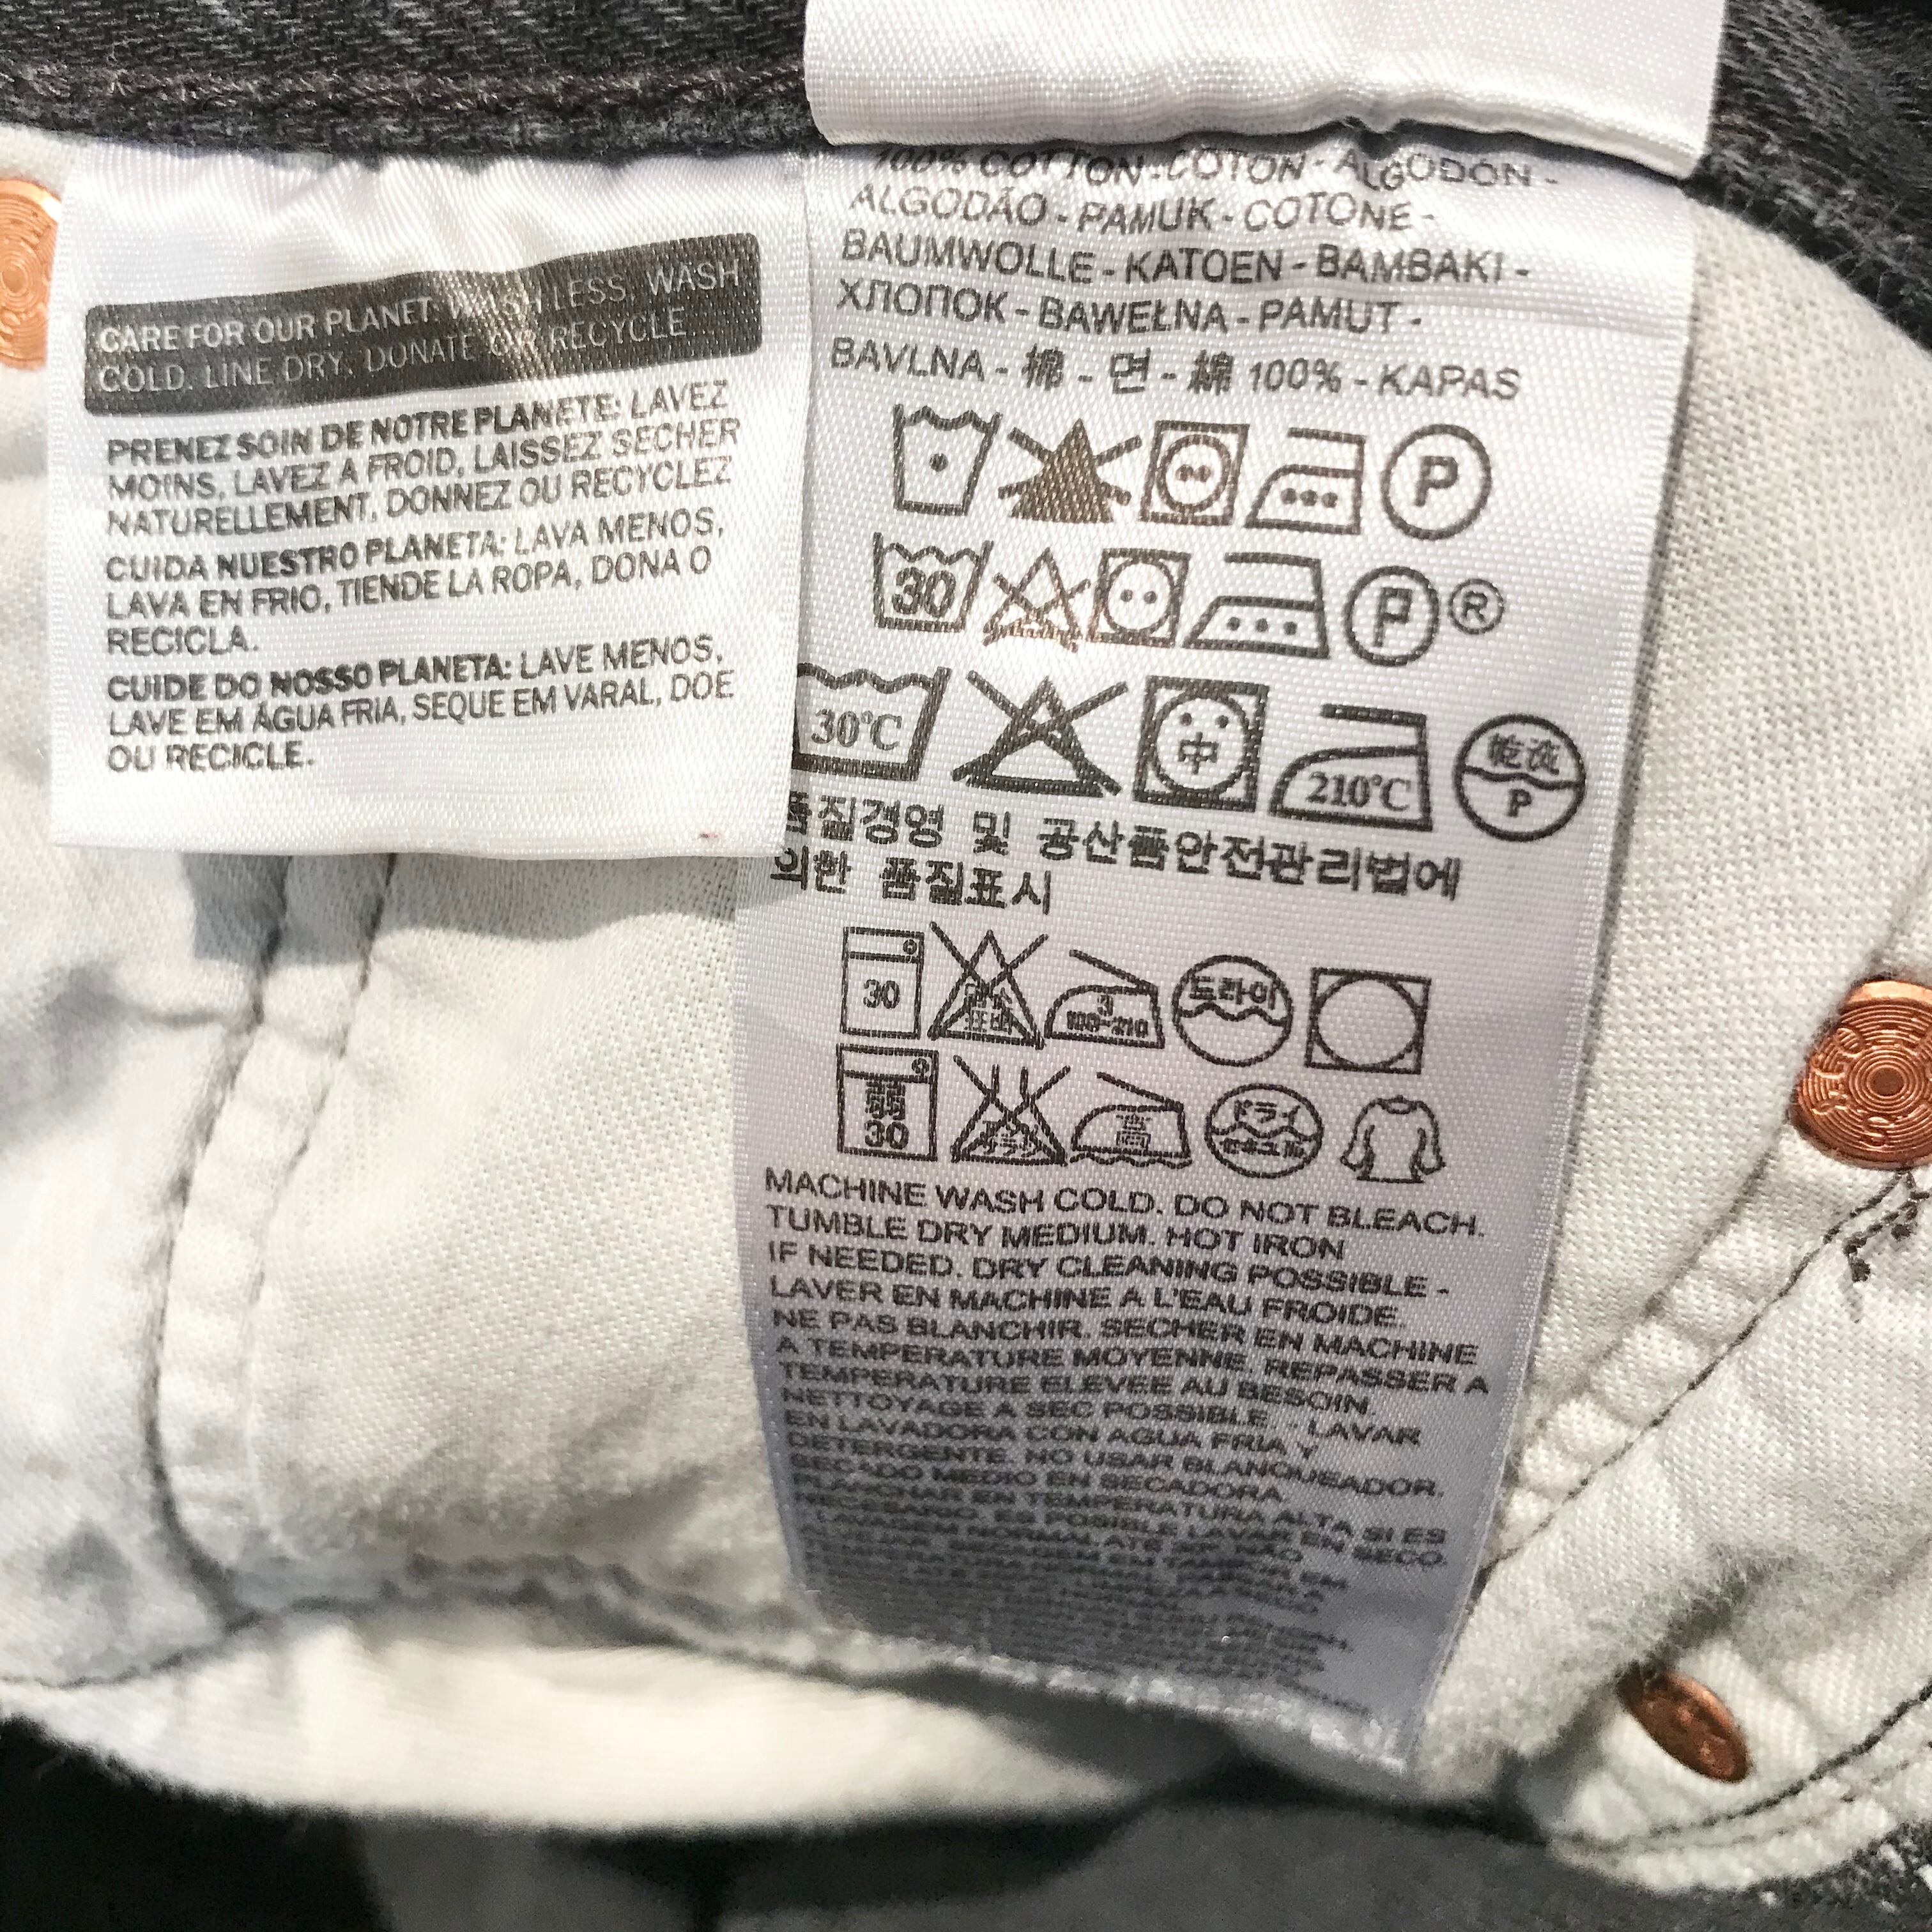 CARE FOR OUR PLANET: WASH LESS, WASH
COLD, LINE DRY, DONATE OR RECYCLE
PRENEZ SOIN DE NOTRE PLANETE: LAVEZ
MOINS, LAVEZ A FROID, LAISSEZ SECHER
NATURELLEMENT, DONNEZ OU RECYCLEZ
CUIDA NUESTRO PLANETA: LAVA MENOS,
LAVA EN FRIO, TIENDE LA ROPA, DONA O
RECICLA.
CUIDE DO NOSSO PLANETA: LAVE MENOS,
LAVE EM ÁGUA FRIA, SEQUE EM VARAL, DOE
OU RECICLE.
100% COTTON - COTON - ALGODÓN -
ALGODÃO - PAMUK - COTONE -
BAUMWOLLE - KATOEN - BAMBAKI -
ХЛОПОК - BAWEŁNA - PAMUT -
BAVLNA - 棉 - 면 - 綿 100% - KAPAS
P
30 P ®
30℃ 中 210℃ 乾洗 P
품질경영 및 공산품안전관리법에
의한 품질표시
30 3 드라이
弱 30 高 ドライ
MACHINE WASH COLD. DO NOT BLEACH.
TUMBLE DRY MEDIUM. HOT IRON
IF NEEDED. DRY CLEANING POSSIBLE -
LAVER EN MACHINE A L'EAU FROIDE.
NE PAS BLANCHIR. SECHER EN MACHINE
A TEMPERATURE MOYENNE. REPASSER A
TEMPERATURE ELEVEE AU BESOIN.
NETTOYAGE A SEC POSSIBLE. - LAVAR
EN LAVADORA CON AGUA FRIA Y
DETERGENTE. NO USAR BLANQUEADOR.
SECADO MEDIO EN SECADORA.
PLANCHAR EN TEMPERATURA ALTA SI ES
NECESARIO. ES POSIBLE LAVAR EN SECO.